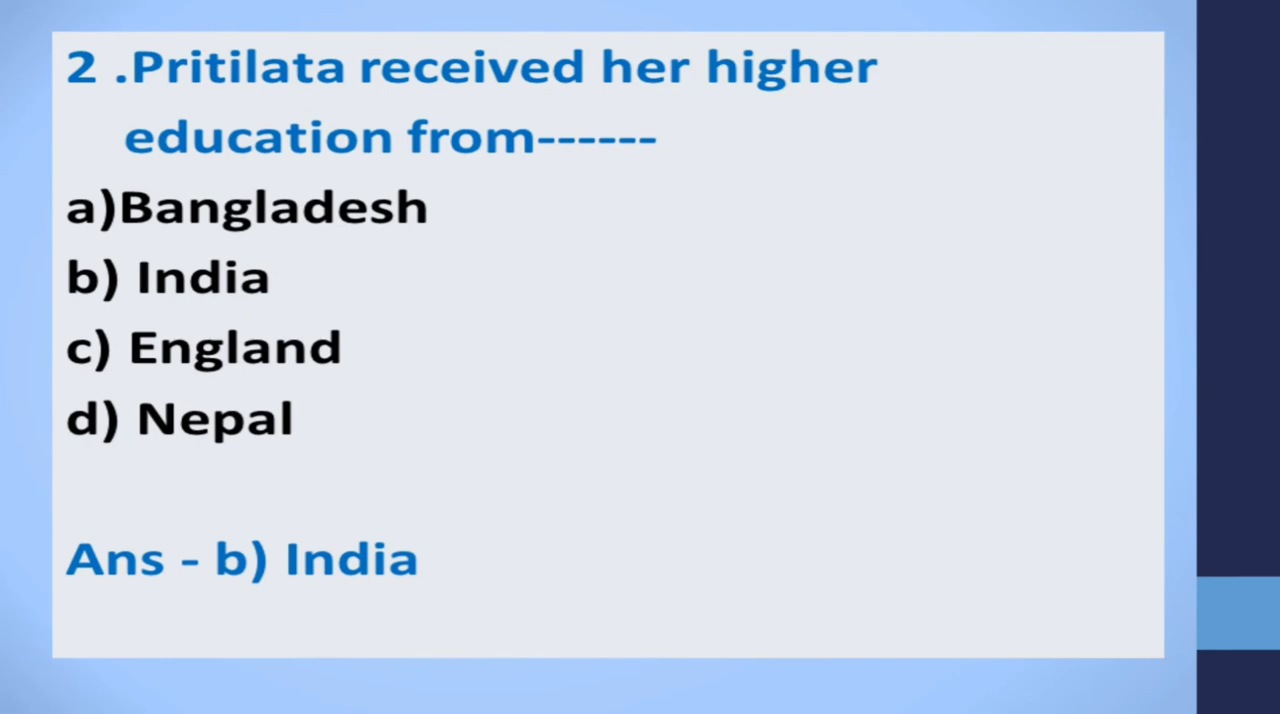 2 .Pritilata received her higher
education from------
a)Bangladesh
b) India
c) England
d) Nepal
Ans - b) India